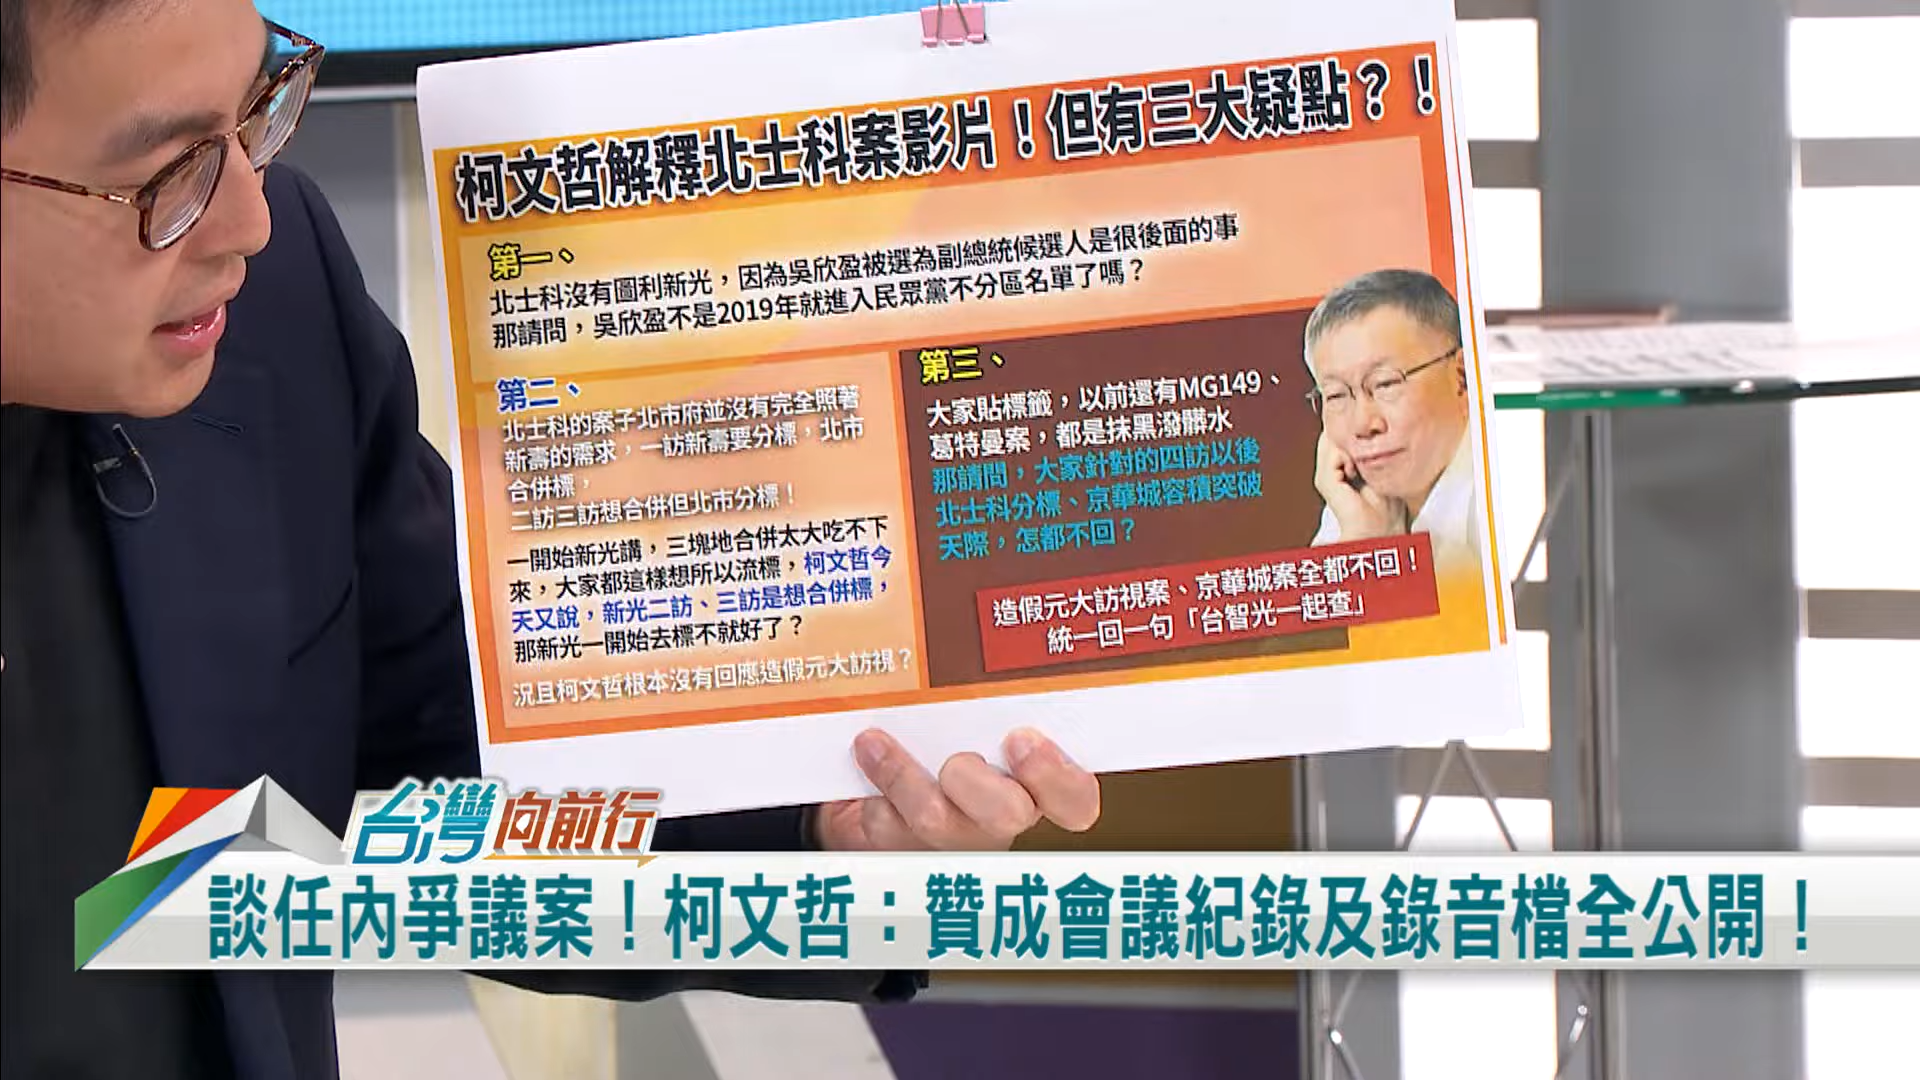 柯文哲解釋北士科案影片！但有三大疑點？！
第一、
北士科沒有圖利新光，因為吳欣盈被選為副總統候選人是很後面的事
那請問，吳欣盈不是2019年就進入民眾黨不分區名單了嗎？
第二、
北士科的案子北市府並沒有完全照著
新壽的需求，一訪新壽要分標，北市
合併標，
二訪三訪想合併但北市分標！
一開始新光講，三塊地合併太大吃不下
來，大家都這樣想所以流標，柯文哲今
天又說，新光二訪、三訪是想合併標，
那新光一開始去標不就好了？
況且柯文哲根本沒有回應造假元大訪視？
第三、
大家貼標籤，以前還有MG149、
葛特曼案，都是抹黑潑髒水
那請問，大家針對的四訪以後
北士科分標、京華城容積突破
天際，怎都不回？
造假元大訪視案、京華城案全都不回！
統一回一句「台智光一起查」
台灣向前行
談任內爭議案！柯文哲：贊成會議紀錄及錄音檔全公開！